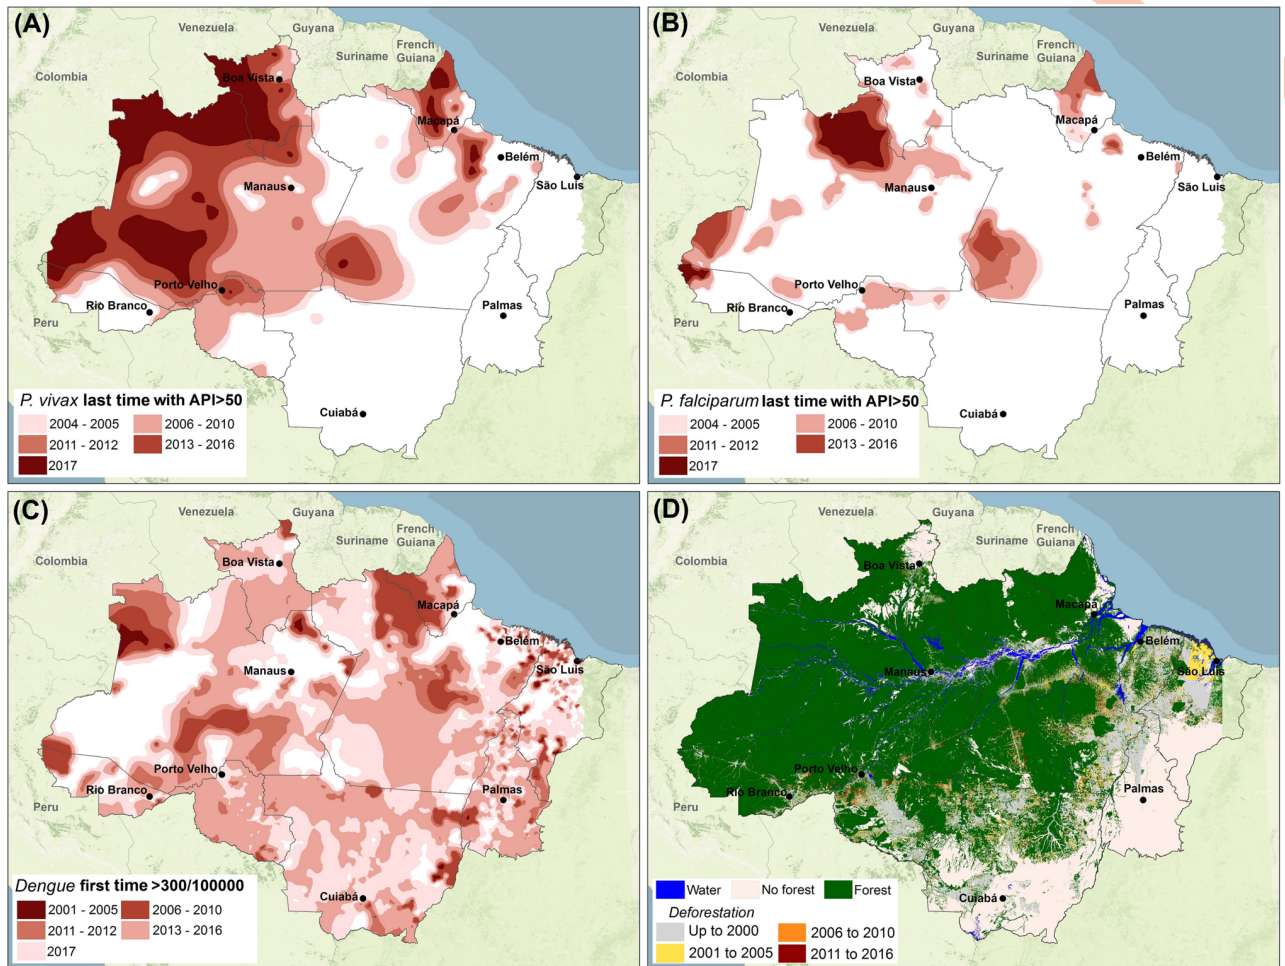 (A)
Venezuela
Guyana
Suriname
French
Guiana
Colombia
Boa Vista
Macapá
Belém
São Luís
Manaus
Porto Velho
Rio Branco
Palmas
Peru
Cuiabá
P. vivax last time with API>50
2004 - 2005
2006 - 2010
2011 - 2012
2013 - 2016
2017
(B)
Venezuela
Guyana
Suriname
French
Guiana
Colombia
Boa Vista
Macapá
Belém
São Luís
Manaus
Porto Velho
Rio Branco
Palmas
Peru
Cuiabá
P. falciparum last time with API>50
2004 - 2005
2006 - 2010
2011 - 2012
2013 - 2016
2017
(C)
Venezuela
Guyana
Suriname
French
Guiana
Colombia
Boa Vista
Macapá
Belém
São Luís
Manaus
Porto Velho
Rio Branco
Palmas
Peru
Cuiabá
Dengue first time >300/100000
2001 - 2005
2006 - 2010
2011 - 2012
2013 - 2016
2017
(D)
Venezuela
Guyana
Suriname
French
Guiana
Colombia
Boa Vista
Macapá
Belém
São Luís
Manaus
Porto Velho
Rio Branco
Palmas
Peru
Cuiabá
Water
No forest
Forest
Deforestation
Up to 2000
2006 to 2010
2001 to 2005
2011 to 2016